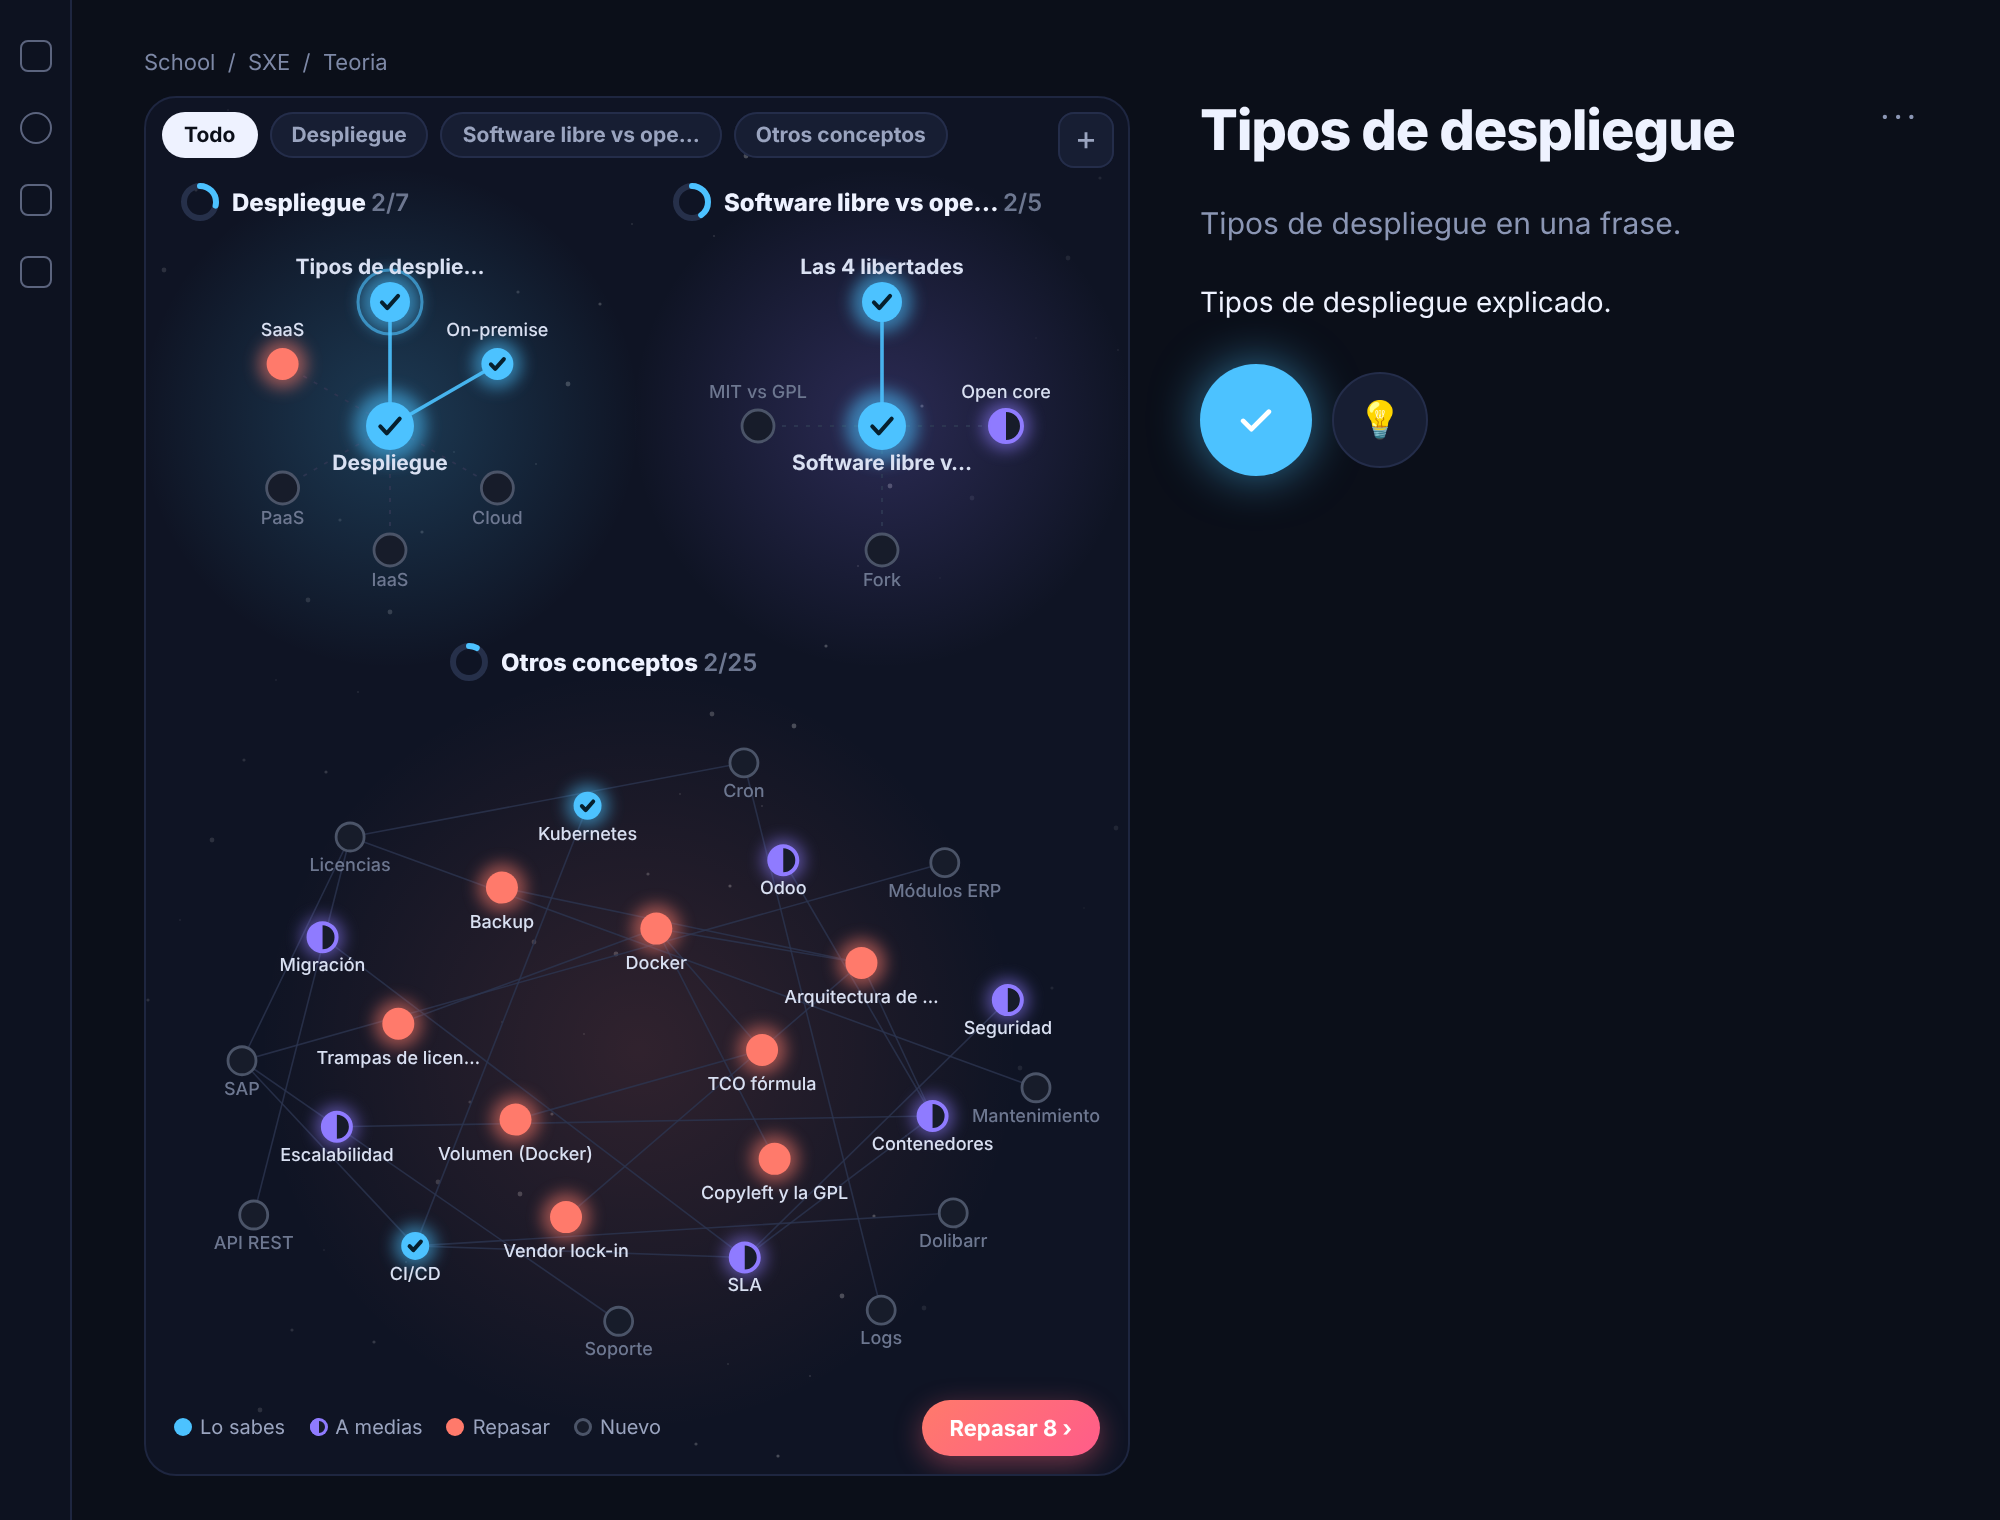 School / SXE / Teoria
Todo
Despliegue
Software libre vs ope...
Otros conceptos
+
Despliegue 2/7
Software libre vs ope... 2/5
Tipos de desplie...
SaaS
On-premise
Despliegue
PaaS
Cloud
IaaS
Las 4 libertades
MIT vs GPL
Open core
Software libre v...
Fork
Otros conceptos 2/25
Cron
Kubernetes
Licencias
Odoo
Módulos ERP
Backup
Docker
Migración
Arquitectura de ...
Seguridad
Trampas de licen...
TCO fórmula
SAP
Mantenimiento
Escalabilidad
Volumen (Docker)
Contenedores
Copyleft y la GPL
API REST
Vendor lock-in
Dolibarr
CI/CD
SLA
Soporte
Logs
Lo sabes
A medias
Repasar
Nuevo
Repasar 8 ›
Tipos de despliegue
...
Tipos de despliegue en una frase.
Tipos de despliegue explicado.